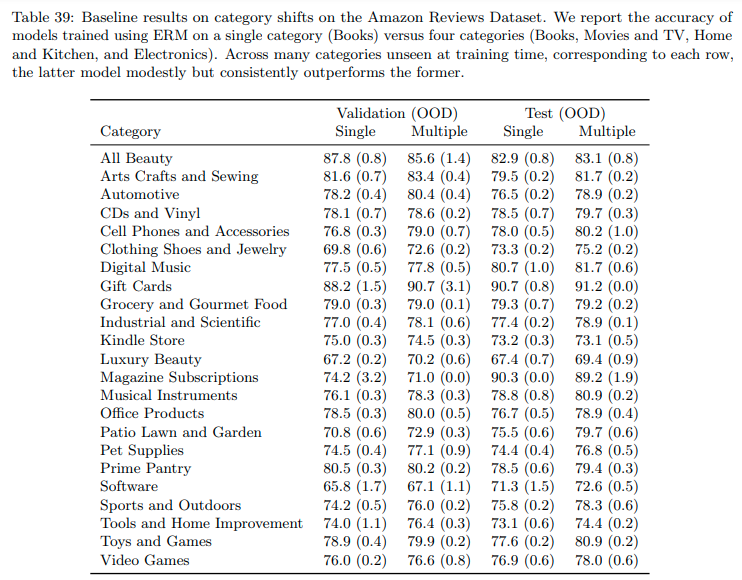 Table 39: Baseline results on category shifts on the Amazon Reviews Dataset. We report the accuracy of
models trained using ERM on a single category (Books) versus four categories (Books, Movies and TV, Home
and Kitchen, and Electronics). Across many categories unseen at training time, corresponding to each row,
the latter model modestly but consistently outperforms the former.
Validation (OOD) Test (OOD)
Category Single Multiple Single Multiple
All Beauty 87.8 (0.8) 85.6 (1.4) 82.9 (0.8) 83.1 (0.8)
Arts Crafts and Sewing 81.6 (0.7) 83.4 (0.4) 79.5 (0.2) 81.7 (0.2)
Automotive 78.2 (0.4) 80.4 (0.4) 76.5 (0.2) 78.9 (0.2)
CDs and Vinyl 78.1 (0.7) 78.6 (0.2) 78.5 (0.7) 79.7 (0.3)
Cell Phones and Accessories 76.8 (0.3) 79.0 (0.7) 78.0 (0.5) 80.2 (1.0)
Clothing Shoes and Jewelry 69.8 (0.6) 72.6 (0.2) 73.3 (0.2) 75.2 (0.2)
Digital Music 77.5 (0.5) 77.8 (0.5) 80.7 (1.0) 81.7 (0.6)
Gift Cards 88.2 (1.5) 90.7 (3.1) 90.7 (0.8) 91.2 (0.0)
Grocery and Gourmet Food 79.0 (0.3) 79.0 (0.1) 79.3 (0.7) 79.2 (0.2)
Industrial and Scientific 77.0 (0.4) 78.1 (0.6) 77.4 (0.2) 78.9 (0.1)
Kindle Store 75.0 (0.3) 74.5 (0.3) 73.2 (0.3) 73.1 (0.5)
Luxury Beauty 67.2 (0.2) 70.2 (0.6) 67.4 (0.7) 69.4 (0.9)
Magazine Subscriptions 74.2 (3.2) 71.0 (0.0) 90.3 (0.0) 89.2 (1.9)
Musical Instruments 76.1 (0.3) 78.3 (0.3) 78.8 (0.8) 80.9 (0.2)
Office Products 78.5 (0.3) 80.0 (0.5) 76.7 (0.5) 78.9 (0.4)
Patio Lawn and Garden 70.8 (0.6) 72.9 (0.3) 75.5 (0.6) 79.7 (0.6)
Pet Supplies 74.5 (0.4) 77.1 (0.9) 74.4 (0.4) 76.8 (0.5)
Prime Pantry 80.5 (0.3) 80.2 (0.2) 78.5 (0.6) 79.4 (0.3)
Software 65.8 (1.7) 67.1 (1.1) 71.3 (1.5) 72.6 (0.5)
Sports and Outdoors 74.2 (0.5) 76.0 (0.2) 75.8 (0.2) 78.3 (0.6)
Tools and Home Improvement 74.0 (1.1) 76.4 (0.3) 73.1 (0.6) 74.4 (0.2)
Toys and Games 78.9 (0.4) 79.9 (0.2) 77.6 (0.2) 80.9 (0.2)
Video Games 76.0 (0.2) 76.6 (0.8) 76.9 (0.6) 78.0 (0.6)